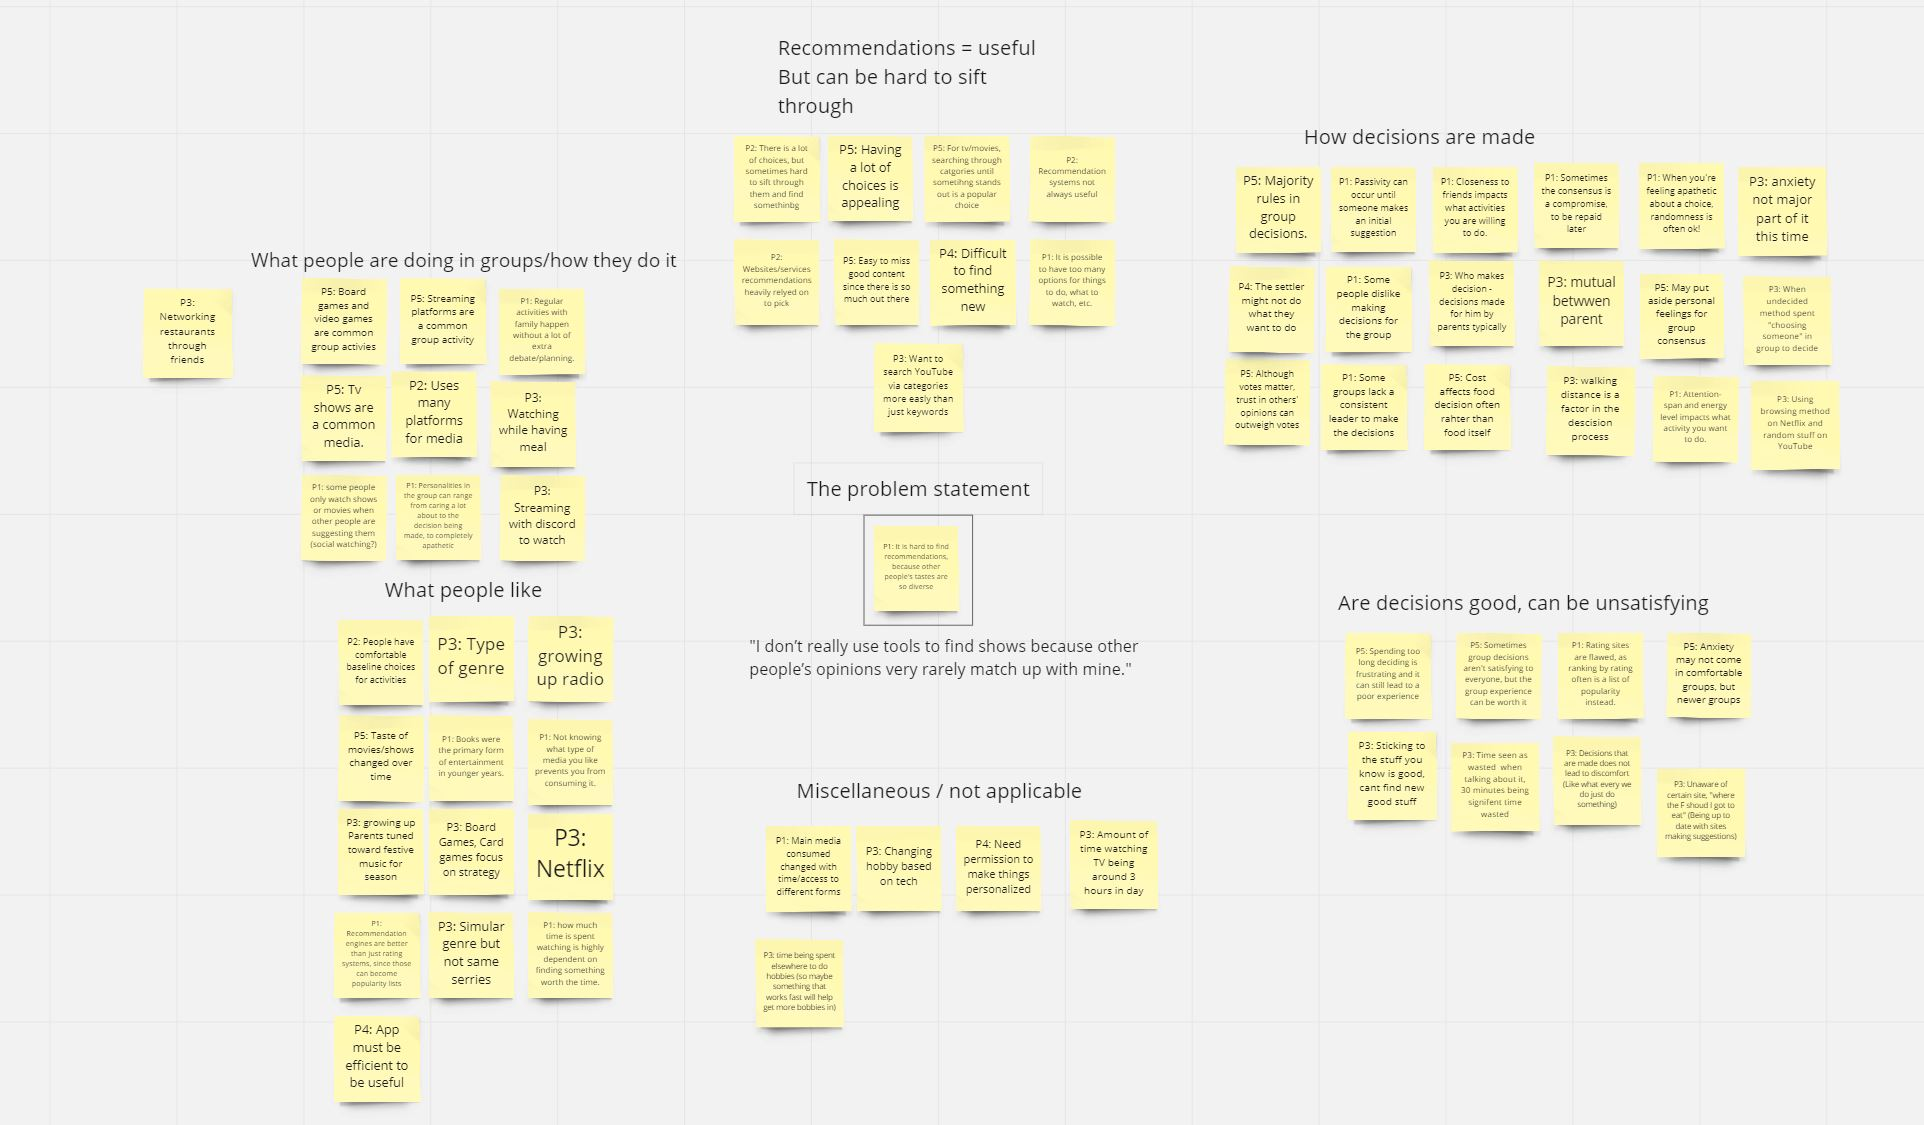 Recommendations = useful
But can be hard to sift
through
P2: There is a lot
of choices, but
sometimes hard
to sift through
them and find
somethinbg
P5: Having
a lot of
choices is
appealing
P5: For tv/movies,
searching through
catgories until
sometihng stands
out is a popular
choice
P2:
Recommendation
systems not
always useful
P2:
Websites/services
recommendations
heavily relyed on
to pick
P5: Easy to miss
good content
since there is so
much out there
P4: Difficult
to find
something
new
P1: It is possible
to have too many
options for things
to do, what to
watch, etc.
P3: Want to
search YouTube
via categories
more easly than
just keywords
How decisions are made
P5: Majority
rules in
group
decisions.
P1: Passivity can
occur until
someone makes
an initial
suggestion
P1: Closeness to
friends impacts
what activities
you are willing
to do.
P1: Sometimes
the consensus is
a compromise,
to be repaid
later
P1: When you're
feeling apathetic
about a choice,
randomness is
often ok!
P3: anxiety
not major
part of it
this time
P4: The settler
might not do
what they
want to do
P1: Some
people dislike
making
decisions for
the group
P3: Who makes
decision -
decisions made
for him by
parents typically
P3: mutual
betwwen
parent
P5: May put
aside personal
feelings for
group
consensus
P3: When
undecided
method spent
"choosing
someone" in
group to decide
P5: Although
votes matter,
trust in others'
opinions can
outweigh votes
P1: Some
groups lack a
consistent
leader to make
the decisions
P5: Cost
affects food
decision often
rahter than
food itself
P3: walking
distance is a
factor in the
descision
process
P1: Attention-
span and energy
level impacts what
activity you want
to do.
P3: Using
browsing method
on Netflix and
random stuff on
YouTube
What people are doing in groups/how they do it
P3:
Networking
restaurants
through
friends
P5: Board
games and
video games
are common
group activies
P5: Streaming
platforms are
a common
group activity
P1: Regular
activities with
family happen
without a lot of
extra
debate/planning.
P5: Tv
shows are
a common
media.
P2: Uses
many
platforms
for media
P3:
Watching
while having
meal
P1: some people
only watch shows
or movies when
other people are
suggesting them
(social watching?)
P1: Personalities in
the group can range
from caring a lot
about to the
decision being
made, to completely
apathetic
P3:
Streaming
with discord
to watch
The problem statement
P1: It is hard to find
recommendations,
because other
people's tastes are
so diverse
"I don't really use tools to find shows because other
people's opinions very rarely match up with mine."
What people like
P2: People have
comfortable
baseline choices
for activities
P3: Type
of genre
P3:
growing
up radio
P5: Taste of
movies/shows
changed over
time
P1: Books were
the primary form
of entertainment
in younger years.
P1: Not knowing
what type of
media you like
prevents you from
consuming it.
P3: growing up
Parents tuned
toward festive
music for
season
P3: Board
Games, Card
games focus
on strategy
P3:
Netflix
P1:
Recommendation
engines are better
than just rating
systems, since those
can become
popularity lists
P3: Simular
genre but
not same
serries
P1: how much
time is spent
watching is highly
dependent on
finding something
worth the time.
P4: App
must be
efficient to
be useful
Miscellaneous / not applicable
P1: Main media
consumed
changed with
time/access to
different forms
P3: Changing
hobby based
on tech
P4: Need
permission to
make things
personalized
P3: Amount of
time watching
TV being
around 3
hours in day
P3: time being spent
elsewhere to do
hobbies (so maybe
something that
works fast will help
get more bobbies in)
Are decisions good, can be unsatisfying
P5: Spending too
long deciding is
frustrating and it
can still lead to a
poor experience
P5: Sometimes
group decisions
aren't satisfying to
everyone, but the
group experience
can be worth it
P1: Rating sites
are flawed, as
ranking by rating
often is a list of
popularity
instead.
P5: Anxiety
may not come
in comfortable
groups, but
newer groups
P3: Sticking to
the stuff you
know is good,
cant find new
good stuff
P3: Time seen as
wasted when
talking about it,
30 minutes being
signifent time
wasted
P3: Decisions that
are made does not
lead to discomfort
(Like what every we
do just do
something)
P3: Unaware of
certain site, "where
the F shoud I got to
eat" (Being up to
date with sites
making suggestions)